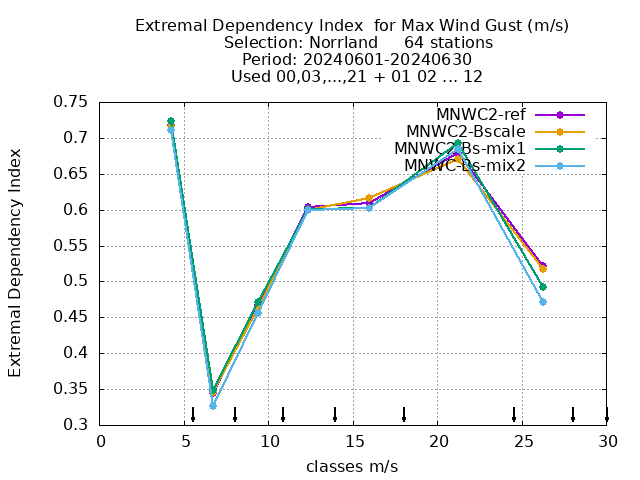 Extremal Dependency Index  for Max Wind Gust (m/s)
Selection: Norrland     64 stations
Period: 20240601-20240630
Used 00,03,...,21 + 01 02 ... 12
MNWC2-ref
MNWC2-Bscale
MNWC2-Bs-mix1
MNWC-Bs-mix2
Extremal Dependency Index
0.75
0.7
0.65
0.6
0.55
0.5
0.45
0.4
0.35
0.3
0 5 10 15 20 25 30
classes m/s